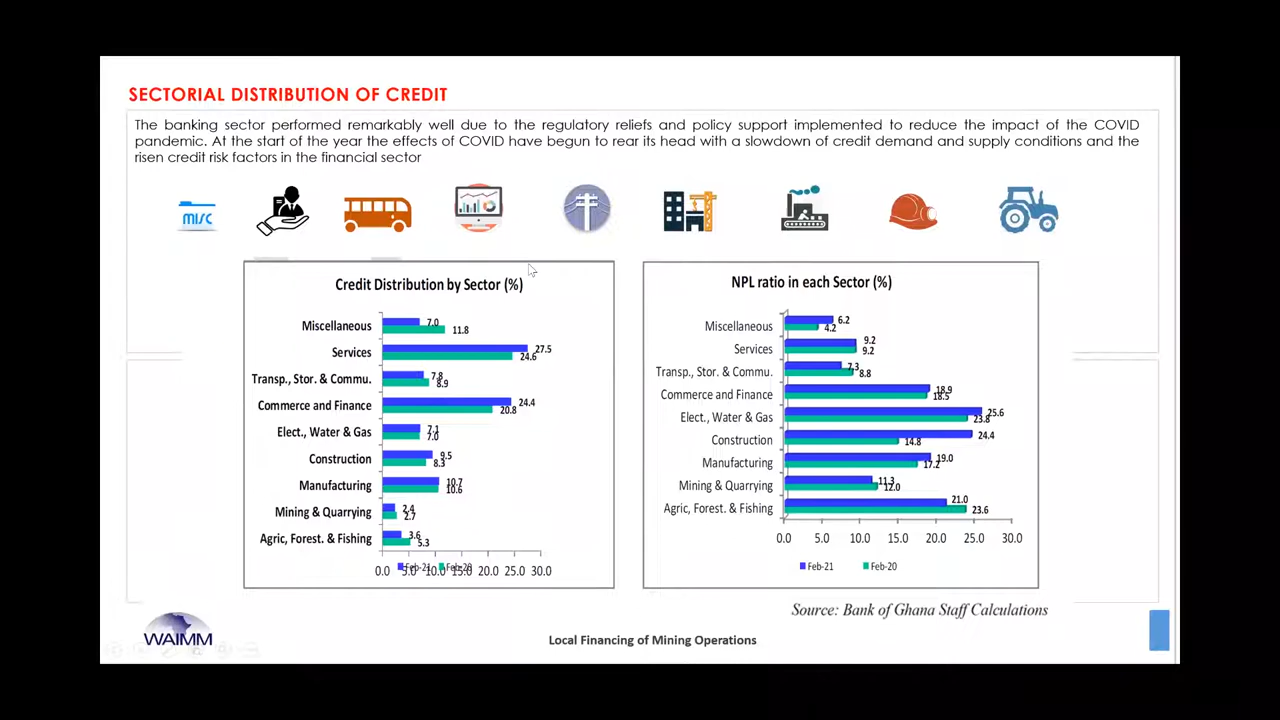 SECTORIAL DISTRIBUTION OF CREDIT
The banking sector performed remarkably well due to the regulatory reliefs and policy support implemented to reduce the impact of the COVID
pandemic. At the start of the year the effects of COVID have begun to rear its head with a slowdown of credit demand and supply conditions and the
risen credit risk factors in the financial sector
misc
Credit Distribution by Sector (%)
Miscellaneous 7.0 11.8
Services 27.5 24.6
Transp., Stor. & Commu. 7.8 8.9
Commerce and Finance 24.4 20.8
Elect., Water & Gas 7.1 7.0
Construction 9.5 8.3
Manufacturing 10.7 10.6
Mining & Quarrying 2.4 2.7
Agric, Forest. & Fishing 3.6 5.3
0.0 5.0 10.0 15.0 20.0 25.0 30.0
Feb-21 Feb-20
NPL ratio in each Sector (%)
Miscellaneous 6.2 4.2
Services 9.2 9.2
Transp., Stor. & Commu. 7.3 8.8
Commerce and Finance 18.9 18.5
Elect., Water & Gas 25.6 23.8
Construction 24.4 14.8
Manufacturing 19.0 17.2
Mining & Quarrying 11.3 12.0
Agric, Forest. & Fishing 21.0 23.6
0.0 5.0 10.0 15.0 20.0 25.0 30.0
Feb-21 Feb-20
Source: Bank of Ghana Staff Calculations
WAIMM
Local Financing of Mining Operations